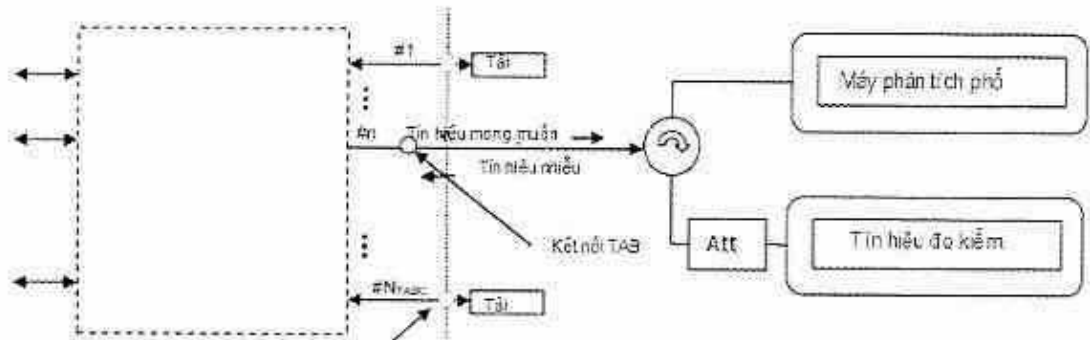 #1
Tải
Máy phân tích phổ
#n
Tín hiệu mong muốn
Tín hiệu nhiễu
Kết nối TAB
Att
Tín hiệu đo kiểm
#NTABC
Tải